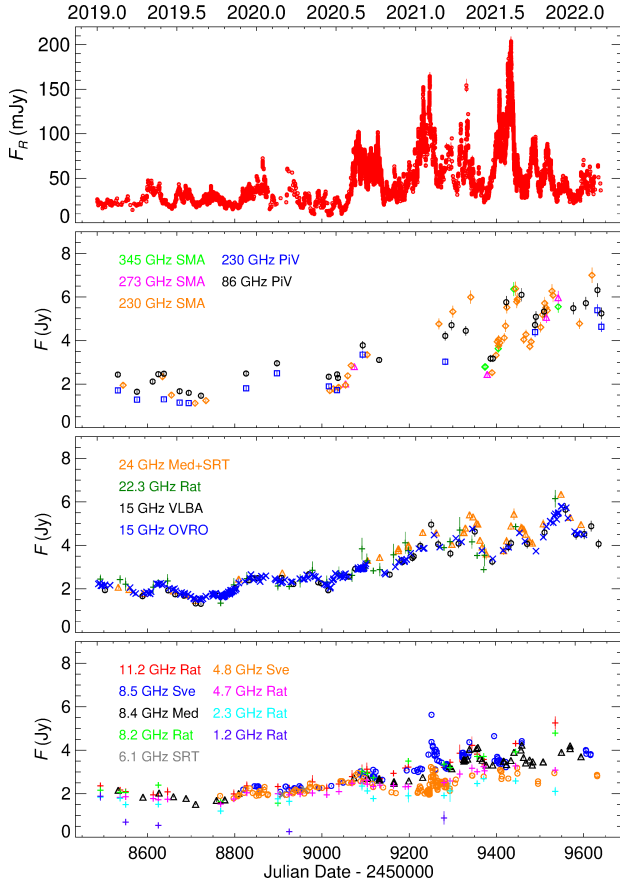 2019.0 2019.5 2020.0 2020.5 2021.0 2021.5 2022.0
200
150
100
50
0
F_R (mJy)
8
6
4
2
0
F (Jy)
345 GHz SMA 230 GHz PiV
273 GHz SMA 86 GHz PiV
230 GHz SMA
8
6
4
2
0
F (Jy)
24 GHz Med+SRT
22.3 GHz Rat
15 GHz VLBA
15 GHz OVRO
8
6
4
2
0
F (Jy)
11.2 GHz Rat 4.8 GHz Sve
8.5 GHz Sve 4.7 GHz Rat
8.4 GHz Med 2.3 GHz Rat
8.2 GHz Rat 1.2 GHz Rat
6.1 GHz SRT
8600 8800 9000 9200 9400 9600
Julian Date - 2450000